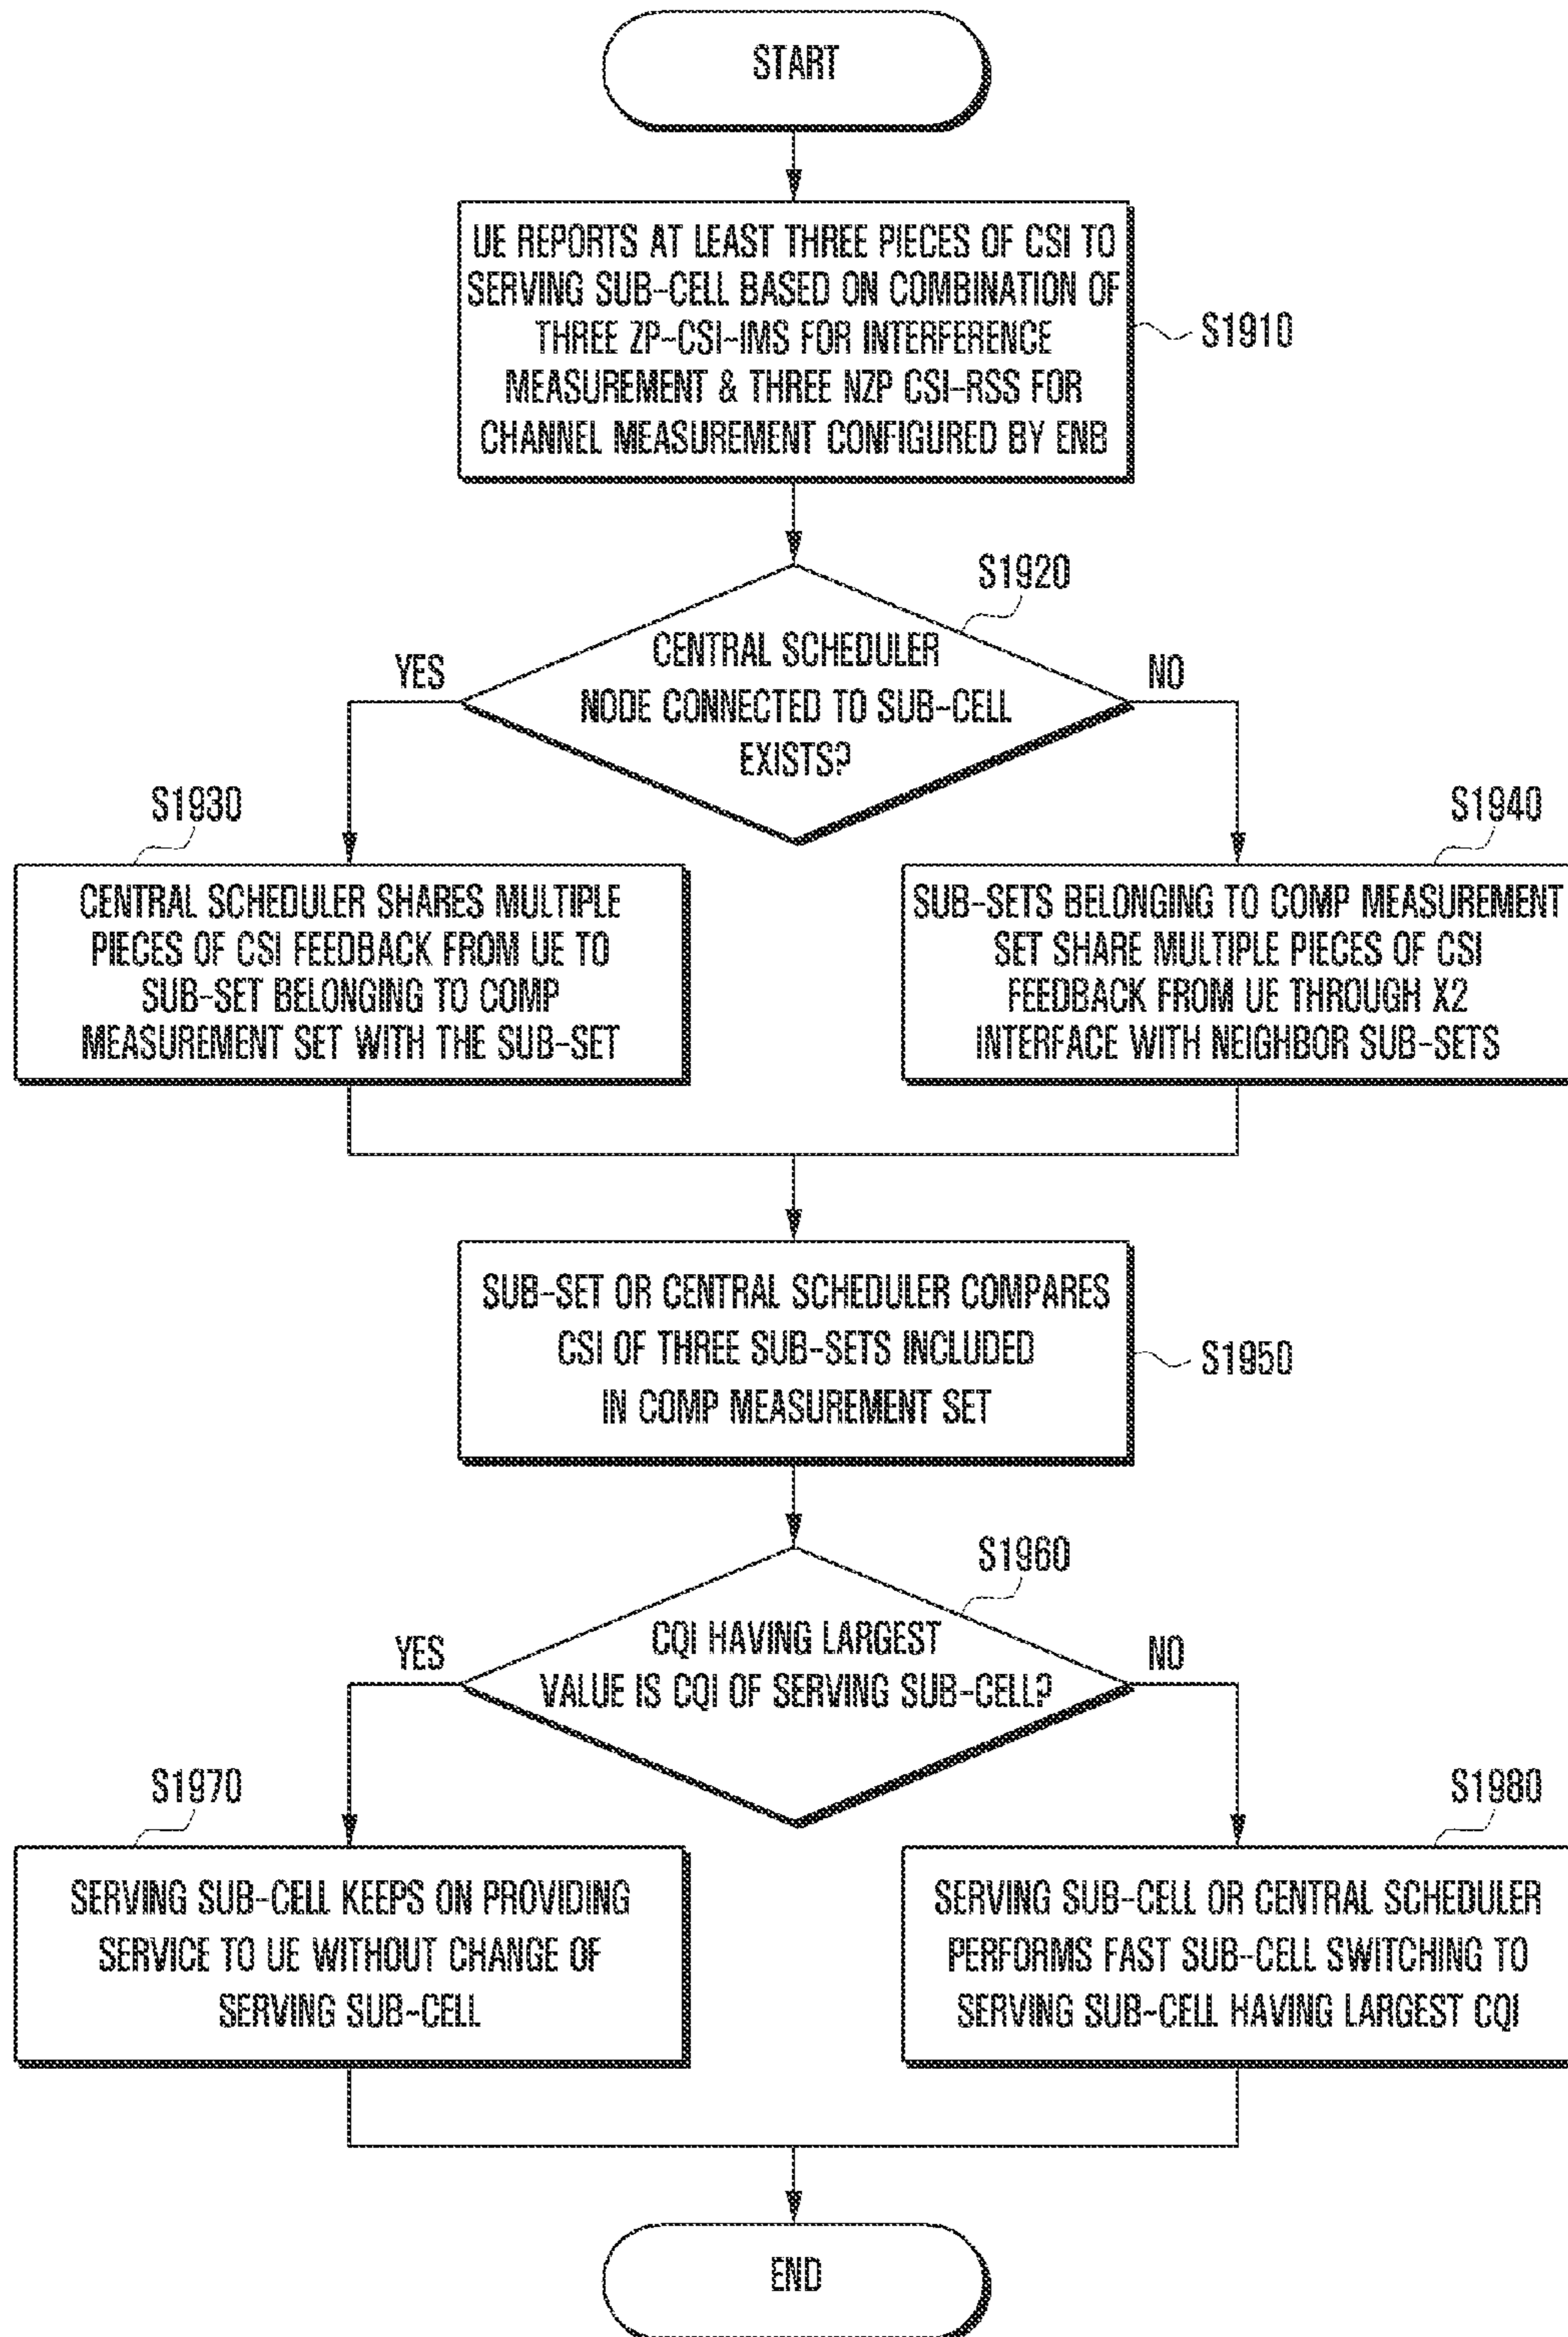 START
UE REPORTS AT LEAST THREE PIECES OF CSI TO
SERVING SUB-CELL BASED ON COMBINATION OF
THREE ZP-CSI-IMS FOR INTERFERENCE
MEASUREMENT & THREE NZP CSI-RSS FOR
CHANNEL MEASUREMENT CONFIGURED BY ENB
S1910
S1920
CENTRAL SCHEDULER
NODE CONNECTED TO SUB-CELL
EXISTS?
YES
NO
S1930
CENTRAL SCHEDULER SHARES MULTIPLE
PIECES OF CSI FEEDBACK FROM UE TO
SUB-SET BELONGING TO COMP
MEASUREMENT SET WITH THE SUB-SET
S1940
SUB-SETS BELONGING TO COMP MEASUREMENT
SET SHARE MULTIPLE PIECES OF CSI
FEEDBACK FROM UE THROUGH X2
INTERFACE WITH NEIGHBOR SUB-SETS
SUB-SET OR CENTRAL SCHEDULER COMPARES
CSI OF THREE SUB-SETS INCLUDED
IN COMP MEASUREMENT SET
S1950
S1960
CQI HAVING LARGEST
VALUE IS CQI OF SERVING SUB-CELL?
YES
NO
S1970
SERVING SUB-CELL KEEPS ON PROVIDING
SERVICE TO UE WITHOUT CHANGE OF
SERVING SUB-CELL
S1980
SERVING SUB-CELL OR CENTRAL SCHEDULER
PERFORMS FAST SUB-CELL SWITCHING TO
SERVING SUB-CELL HAVING LARGEST CQI
END